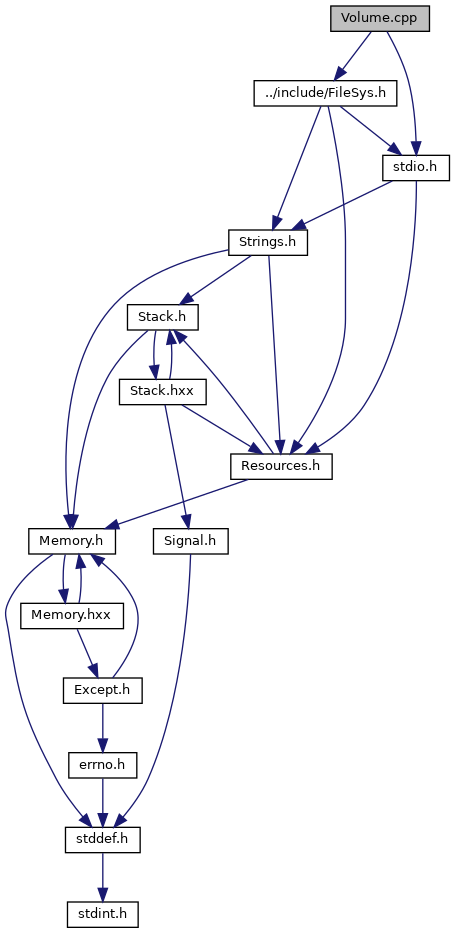 Volume.cpp
../include/FileSys.h
stdio.h
Strings.h
Stack.h
Stack.hxx
Resources.h
Memory.h
Signal.h
Memory.hxx
Except.h
errno.h
stddef.h
stdint.h